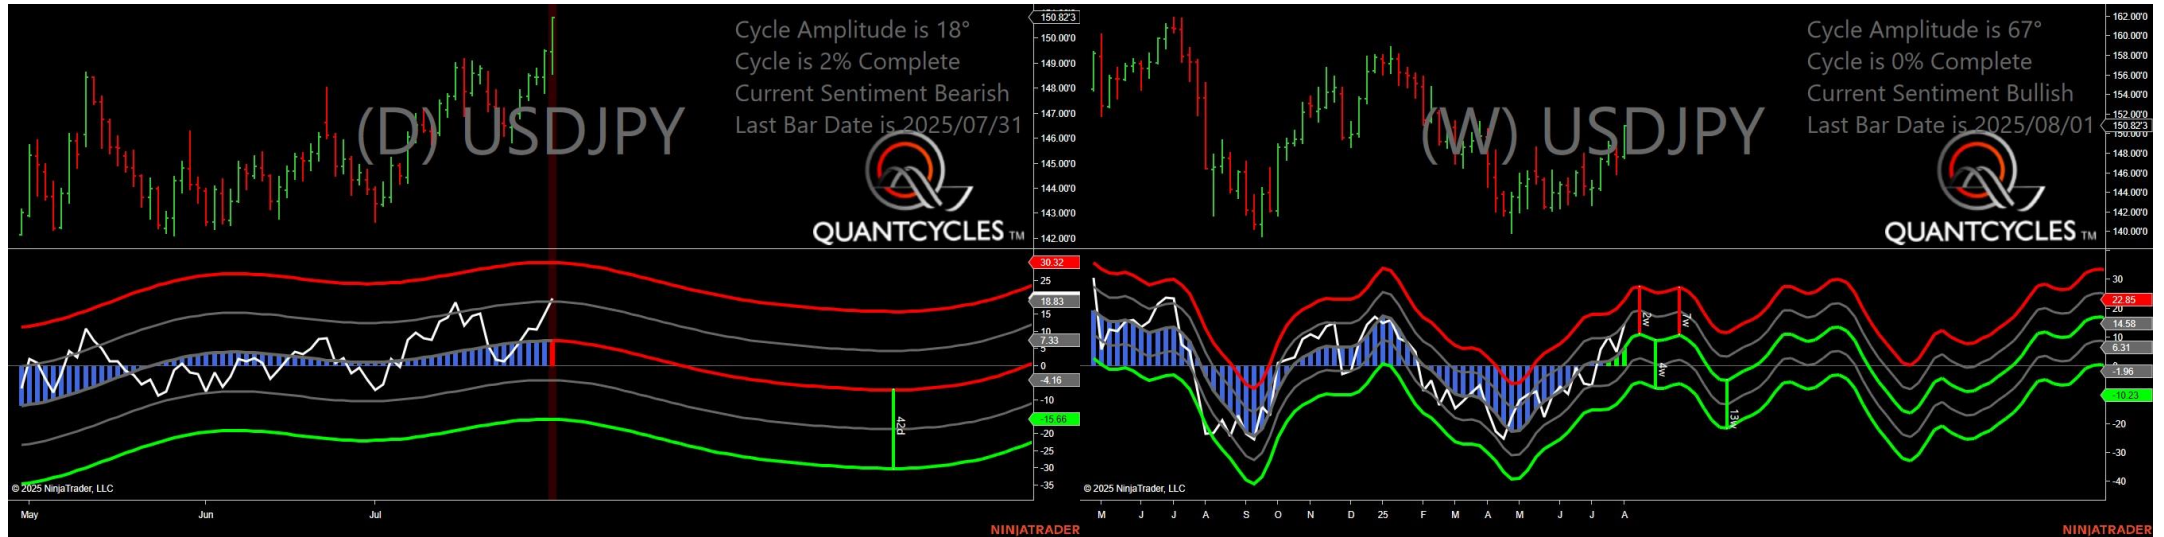 Cycle Amplitude is 18°
Cycle is 2% Complete
Current Sentiment Bearish
Last Bar Date is 2025/07/31
(D) USDJPY
QUANTCYCLES TM
150.82'3
150.00'0
149.00'0
148.00'0
147.00'0
146.00'0
145.00'0
144.00'0
143.00'0
142.00'0
30.32
25
18.83
15
10
7.33
5
0
-4.16
-10
-15.66
-20
-25
-30
-35
42d
© 2025 NinjaTrader, LLC
May Jun Jul
NINJATRADER
Cycle Amplitude is 67°
Cycle is 0% Complete
Current Sentiment Bullish
Last Bar Date is 2025/08/01
(W) USDJPY
QUANTCYCLES TM
162.00'0
160.00'0
158.00'0
156.00'0
154.00'0
152.00'0
150.82'3
150.00'0
148.00'0
146.00'0
144.00'0
142.00'0
140.00'0
30
22.85
20
14.58
10
6.31
0
-1.96
-10.23
-20
-30
-40
2w
7w
4w
13w
© 2025 NinjaTrader, LLC
M J J A S O N D 25 F M A M J J A
NINJATRADER